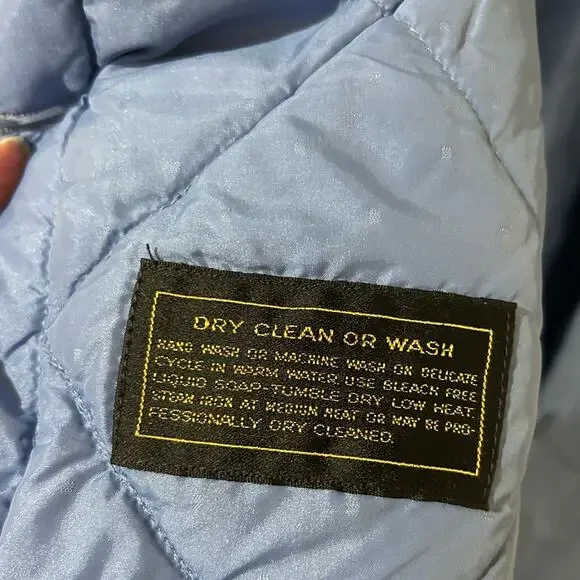 DRY CLEAN OR WASH
HAND WASH OR MACHINE WASH ON DELICATE
CYCLE IN WARM WATER USE BLEACH FREE
LIQUID SOAP-TUMBLE DRY LOW HEAT.
STEAM IRON AT MEDIUM HEAT OR MAY BE PRO-
FESSIONALLY DRY CLEANED.